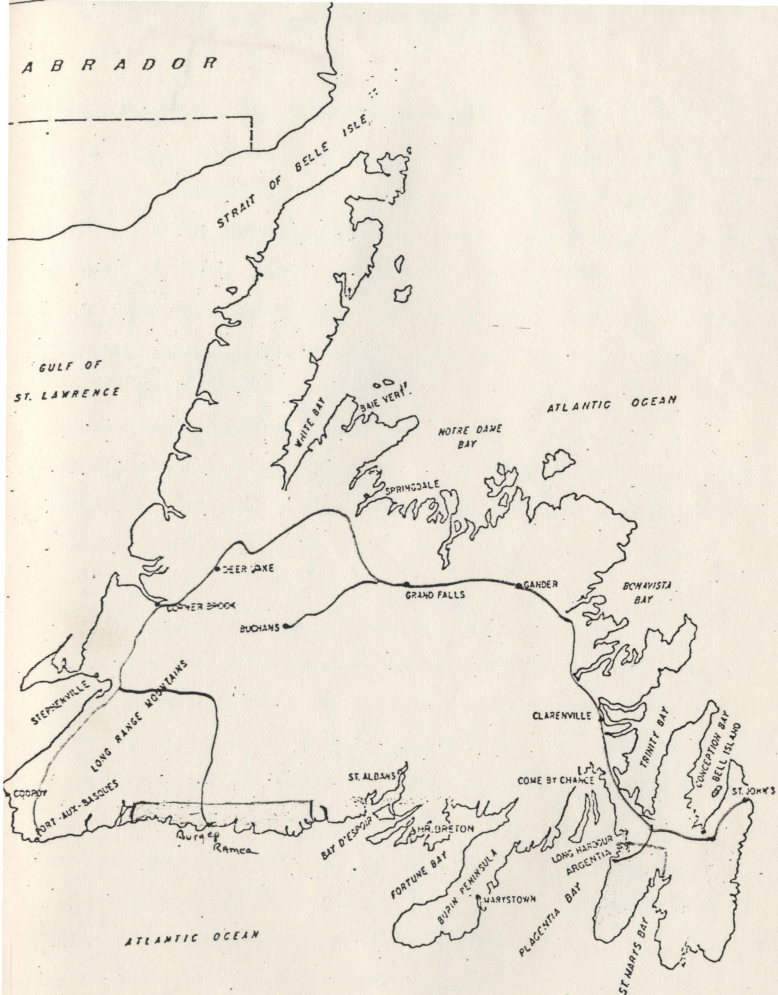 ABRADOR
STRAIT OF BELLE ISLE
GULF OF
ST. LAWRENCE
WHITE BAY
BAIE VERT
ATLANTIC OCEAN
NOTRE DAME
BAY
SPRINGDALE
DEER LAKE
CORNER BROOK
GRAND FALLS
GANDER
BONAVISTA
BAY
BUCHANS
STEPHENVILLE
LONG RANGE MOUNTAINS
CLARENVILLE
TRINITY BAY
CONCEPTION BAY
BELL ISLAND
ST. JOHN'S
ST. ALBANS
COME BY CHANCE
CODROY
PORT-AUX-BASQUES
Burgeo
Ramea
BAY D'ESPOIR
HR. BRETON
FORTUNE BAY
BURIN PENINSULA
MARYSTOWN
LONG HARBOUR
ARGENTIA
PLACENTIA BAY
ST. MARYS BAY
ATLANTIC OCEAN